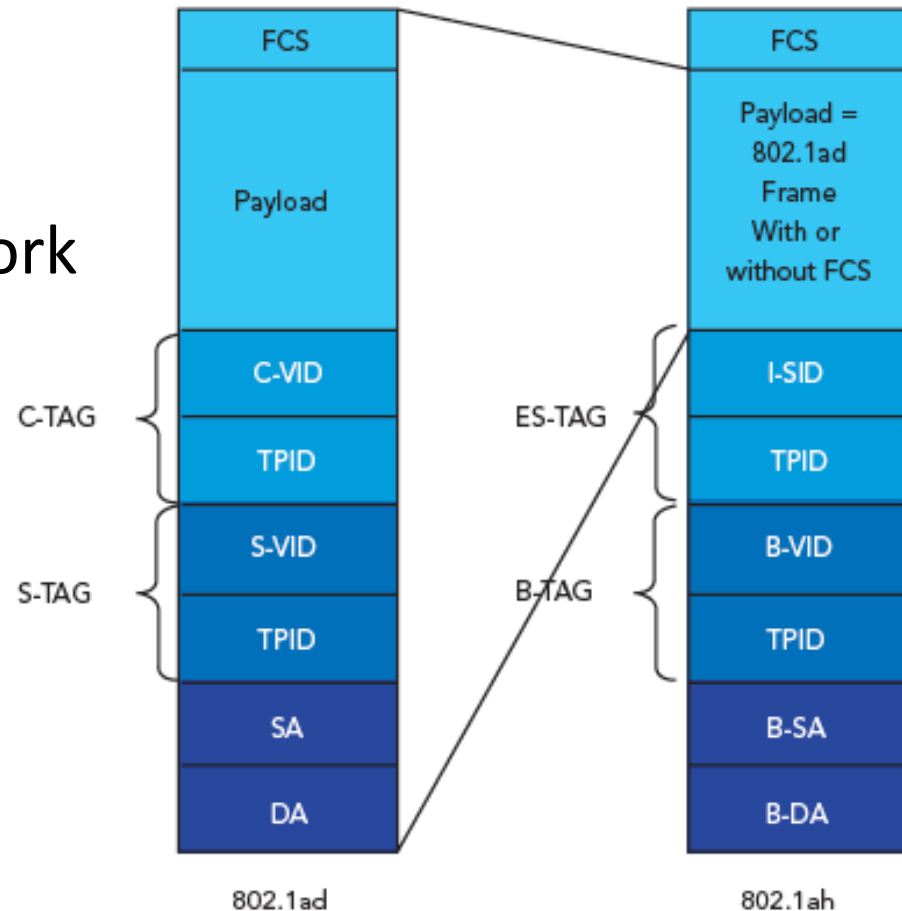 ork
FCS
Payload
C-VID
TPID
S-VID
TPID
SA
DA
C-TAG
S-TAG
802.1ad
FCS
Payload =
802.1ad
Frame
With or
without FCS
I-SID
TPID
B-VID
TPID
B-SA
B-DA
ES-TAG
B-TAG
802.1ah